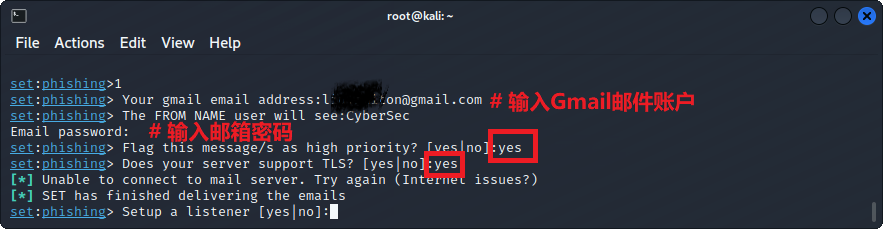 root@kali: ~
File Actions Edit View Help
set:phishing>1
set:phishing> Your gmail email address: @gmail.com # 输入Gmail邮件账户
set:phishing> The FROM NAME user will see:CyberSec
Email password: # 输入邮箱密码
set:phishing> Flag this message/s as high priority? [yes|no]:yes
set:phishing> Does your server support TLS? [yes|no]:yes
[*] Unable to connect to mail server. Try again (Internet issues?)
[*] SET has finished delivering the emails
set:phishing> Setup a listener [yes|no]: